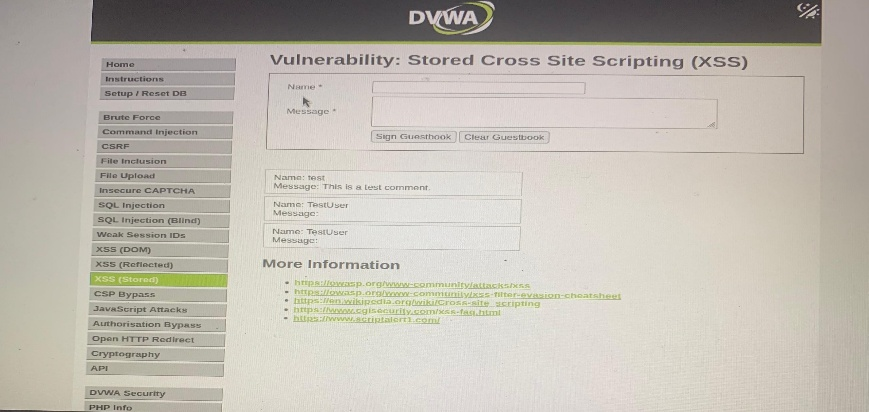 DVWA
Home
Instructions
Setup / Reset DB
Brute Force
Command Injection
CSRF
File Inclusion
File Upload
Insecure CAPTCHA
SQL Injection
SQL Injection (Blind)
Weak Session IDs
XSS (DOM)
XSS (Reflected)
XSS (Stored)
CSP Bypass
JavaScript Attacks
Authorisation Bypass
Open HTTP Redirect
Cryptography
API
DVWA Security
PHP Info
Vulnerability: Stored Cross Site Scripting (XSS)
Name *
Message *
Sign Guestbook Clear Guestbook
Name: test
Message: This is a test comment.
Name: TestUser
Message:
Name: TestUser
Message:
More Information
https://owasp.org/www-community/attacks/xss
https://owasp.org/www-community/xss-filter-evasion-cheatsheet
https://en.wikipedia.org/wiki/Cross-site_scripting
https://www.cgisecurity.com/xss-faq.html
https://www.scriptalert1.com/